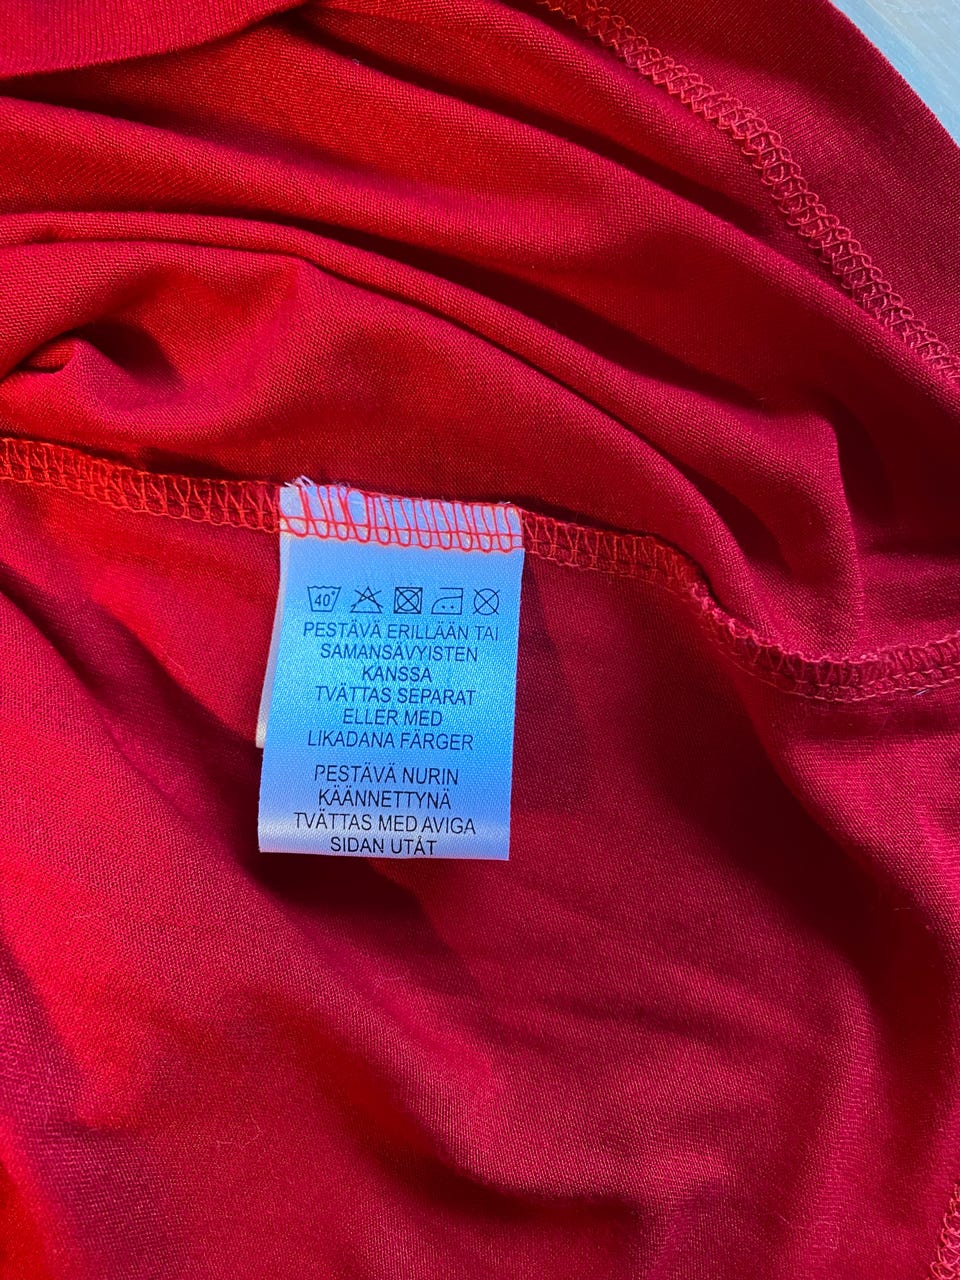 40°
PESTÄVÄ ERILLÄÄN TAI
SAMANSÄVYISTEN
KANSSA
TVÄTTAS SEPARAT
ELLER MED
LIKADANA FÄRGER
PESTÄVÄ NURIN
KÄÄNNETTYNÄ
TVÄTTAS MED AVIGA
SIDAN UTÅT